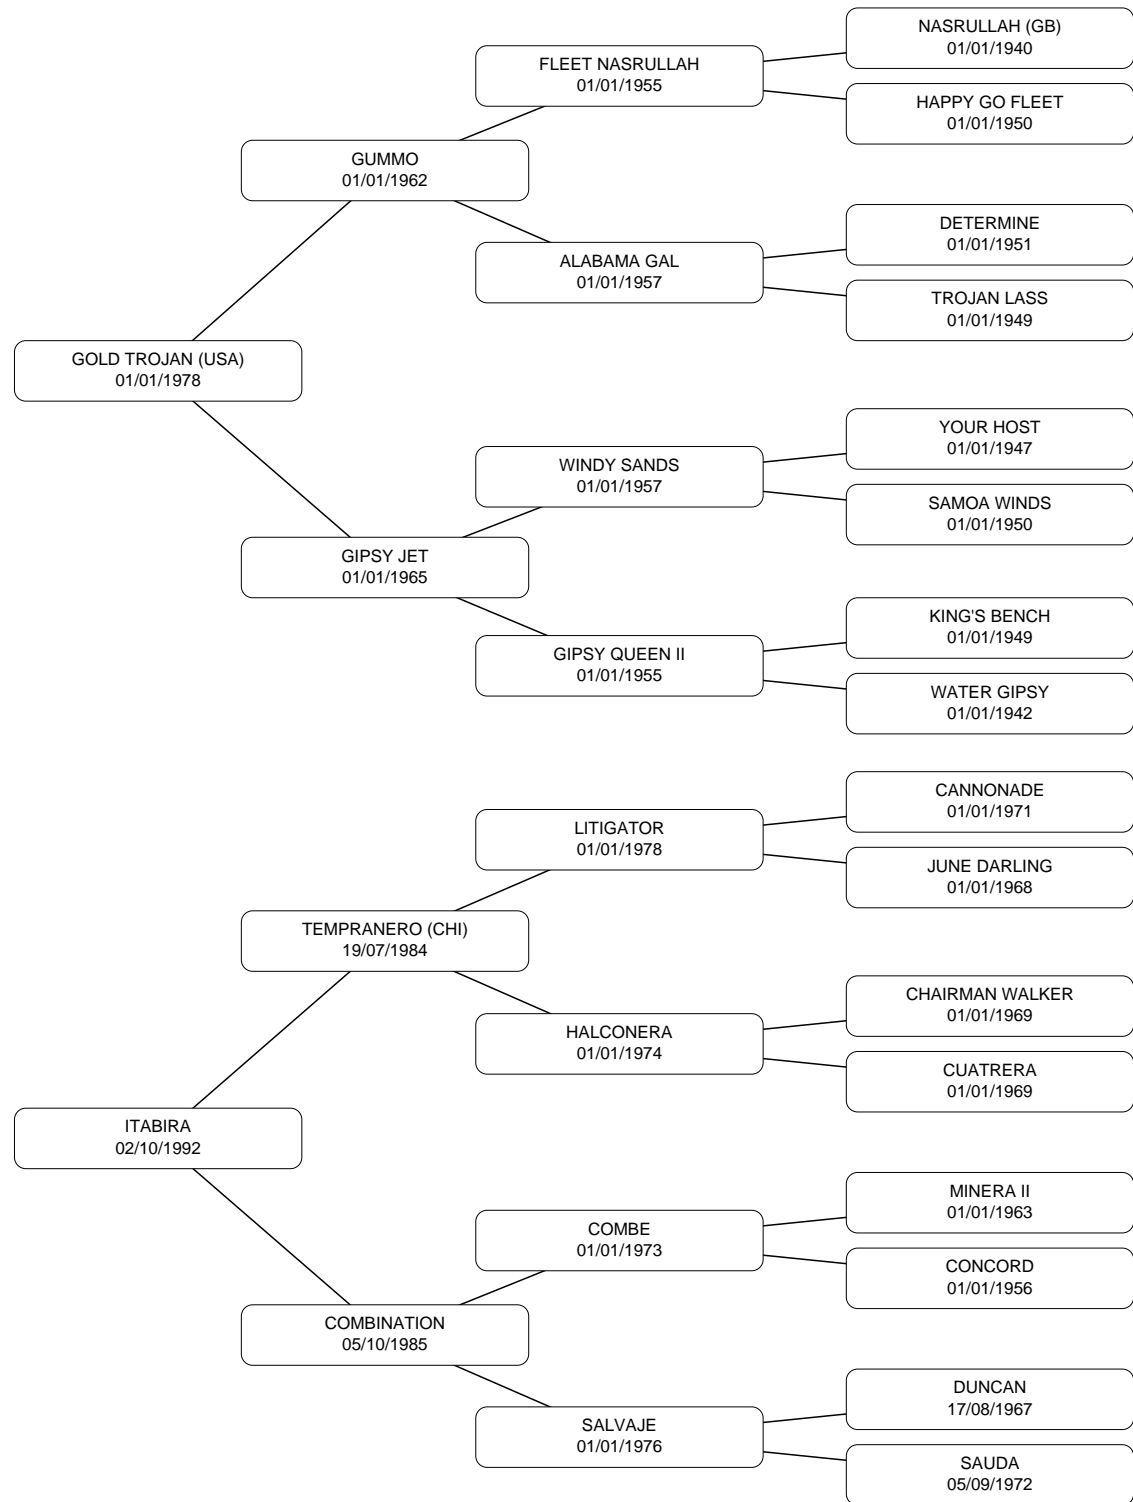 NASRULLAH (GB)
01/01/1940
FLEET NASRULLAH
01/01/1955
HAPPY GO FLEET
01/01/1950
GUMMO
01/01/1962
DETERMINE
01/01/1951
ALABAMA GAL
01/01/1957
TROJAN LASS
01/01/1949
GOLD TROJAN (USA)
01/01/1978
YOUR HOST
01/01/1947
WINDY SANDS
01/01/1957
SAMOA WINDS
01/01/1950
GIPSY JET
01/01/1965
KING'S BENCH
01/01/1949
GIPSY QUEEN II
01/01/1955
WATER GIPSY
01/01/1942
CANNONADE
01/01/1971
LITIGATOR
01/01/1978
JUNE DARLING
01/01/1968
TEMPRANERO (CHI)
19/07/1984
CHAIRMAN WALKER
01/01/1969
HALCONERA
01/01/1974
CUATRERA
01/01/1969
ITABIRA
02/10/1992
MINERA II
01/01/1963
COMBE
01/01/1973
CONCORD
01/01/1956
COMBINATION
05/10/1985
DUNCAN
17/08/1967
SALVAJE
01/01/1976
SAUDA
05/09/1972